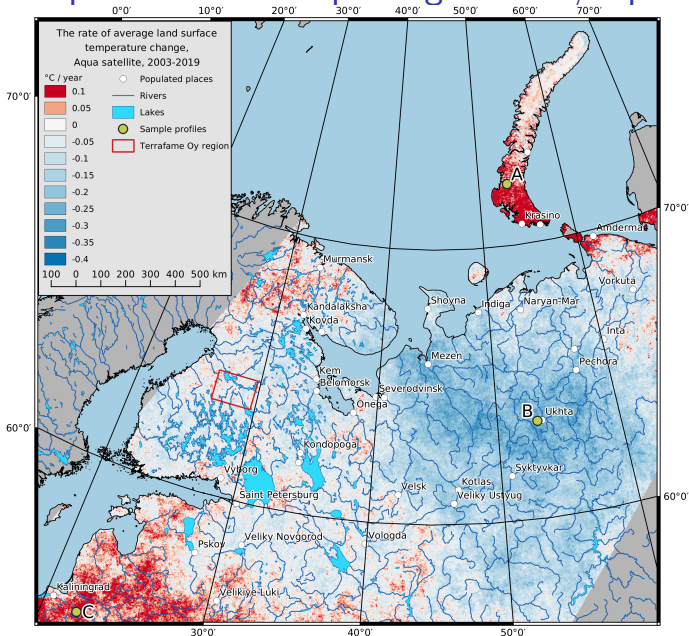 0°0'
10°0'
20°0'
30°0'
40°0'
50°0'
60°0'
70°0'
The rate of average land surface
temperature change,
Aqua satellite, 2003-2019
°C / year
0.1
0.05
0
-0.05
-0.1
-0.15
-0.2
-0.25
-0.3
-0.35
-0.4
Populated places
Rivers
Lakes
Sample profiles
Terrafame Oy region
100 0 100 200 300 400 500 km
70°0'
70°0'
A
Krasino
Amderma
Murmansk
Vorkuta
Shoyna
Indiga
Naryan-Mar
Kandalaksha
Kovda
Inta
Mezen
Pechora
Kem
Belomorsk
Severodvinsk
Onega
B
Ukhta
60°0'
Kondopoga
Vyborg
Syktyvkar
Saint Petersburg
Velsk
Kotlas
Veliky Ustyug
60°0'
Pskov
Veliky Novgorod
Vologda
Kaliningrad
Velikiye Luki
C
30°0'
40°0'
50°0'